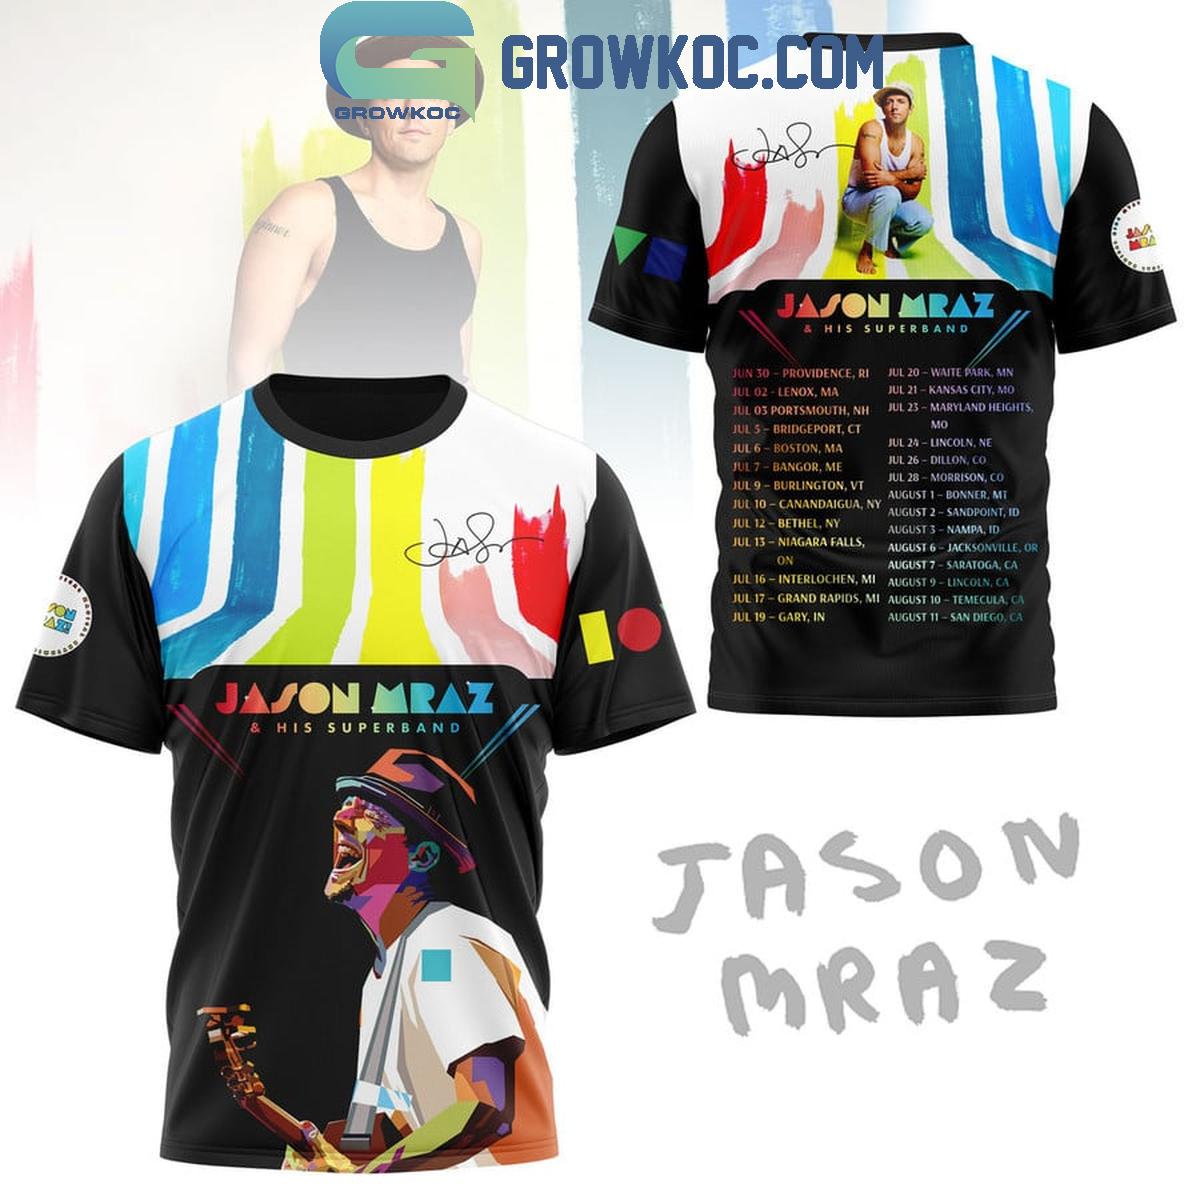 GROWKOC.COM
GROWKOC
JASON MRAZ
& HIS SUPERBAND
JUN 30 – PROVIDENCE, RI
JUL 02 - LENOX, MA
JUL 03 PORTSMOUTH, NH
JUL 5 – BRIDGEPORT, CT
JUL 6 – BOSTON, MA
JUL 7 – BANGOR, ME
JUL 9 – BURLINGTON, VT
JUL 10 – CANANDAIGUA, NY
JUL 12 – BETHEL, NY
JUL 13 – NIAGARA FALLS,
ON
JUL 16 – INTERLOCHEN, MI
JUL 17 – GRAND RAPIDS, MI
JUL 19 – GARY, IN
JUL 20 – WAITE PARK, MN
JUL 21 – KANSAS CITY, MO
JUL 23 – MARYLAND HEIGHTS,
MO
JUL 24 – LINCOLN, NE
JUL 26 – DILLON, CO
JUL 28 – MORRISON, CO
AUGUST 1 – BONNER, MT
AUGUST 2 – SANDPOINT, ID
AUGUST 3 – NAMPA, ID
AUGUST 6 – JACKSONVILLE, OR
AUGUST 7 – SARATOGA, CA
AUGUST 9 – LINCOLN, CA
AUGUST 10 – TEMECULA, CA
AUGUST 11 – SAN DIEGO, CA
JASON MRAZ
& HIS SUPERBAND
JASON
MRAZ